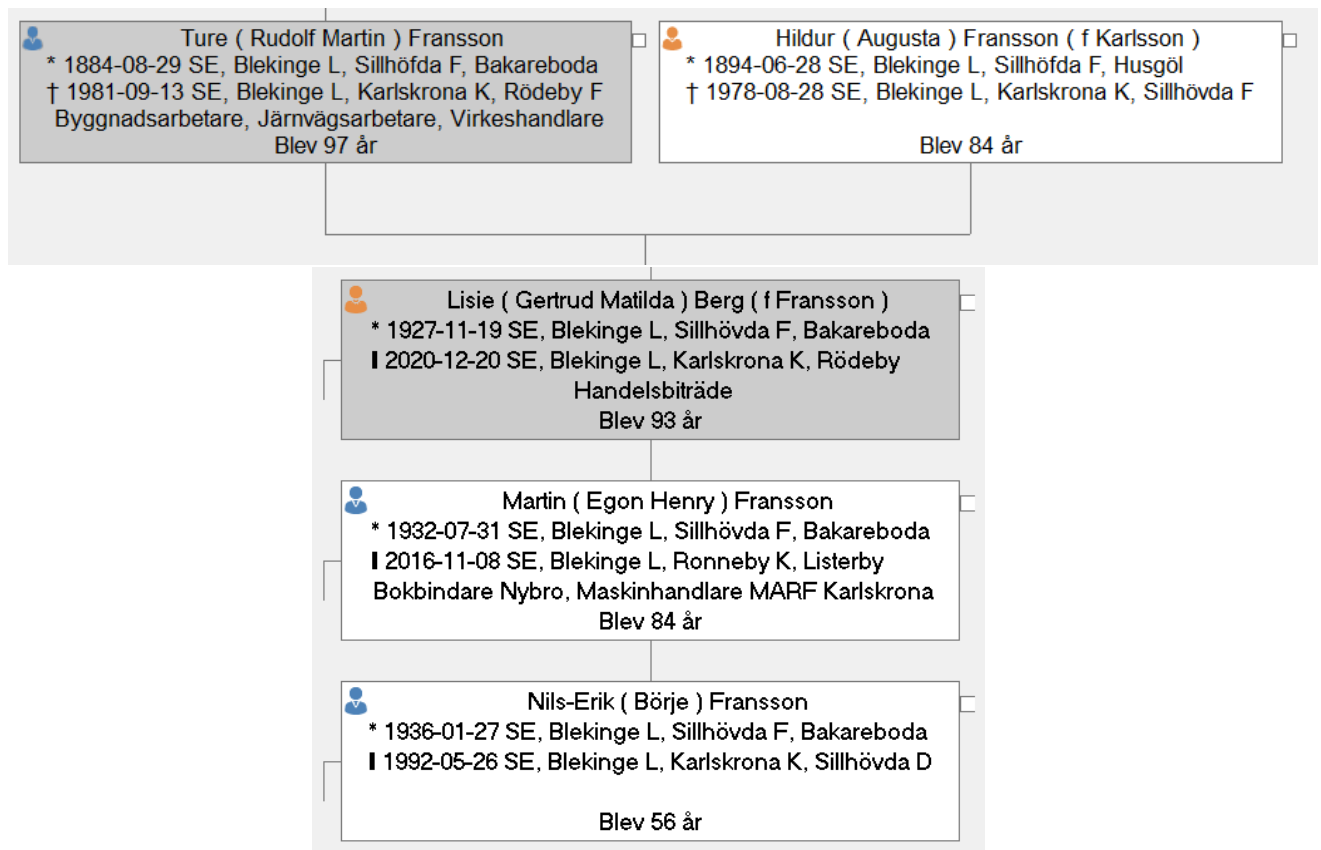 Ture ( Rudolf Martin ) Fransson
* 1884-08-29 SE, Blekinge L, Sillhöfda F, Bakareboda
† 1981-09-13 SE, Blekinge L, Karlskrona K, Rödeby F
Byggnadsarbetare, Järnvägsarbetare, Virkeshandlare
Blev 97 år
Hildur ( Augusta ) Fransson ( f Karlsson )
* 1894-06-28 SE, Blekinge L, Sillhöfda F, Husgöl
† 1978-08-28 SE, Blekinge L, Karlskrona K, Sillhövda F
Blev 84 år
Lisie ( Gertrud Matilda ) Berg ( f Fransson )
* 1927-11-19 SE, Blekinge L, Sillhövda F, Bakareboda
I 2020-12-20 SE, Blekinge L, Karlskrona K, Rödeby
Handelsbiträde
Blev 93 år
Martin ( Egon Henry ) Fransson
* 1932-07-31 SE, Blekinge L, Sillhövda F, Bakareboda
I 2016-11-08 SE, Blekinge L, Ronneby K, Listerby
Bokbindare Nybro, Maskinhandlare MARF Karlskrona
Blev 84 år
Nils-Erik ( Börje ) Fransson
* 1936-01-27 SE, Blekinge L, Sillhövda F, Bakareboda
I 1992-05-26 SE, Blekinge L, Karlskrona K, Sillhövda D
Blev 56 år